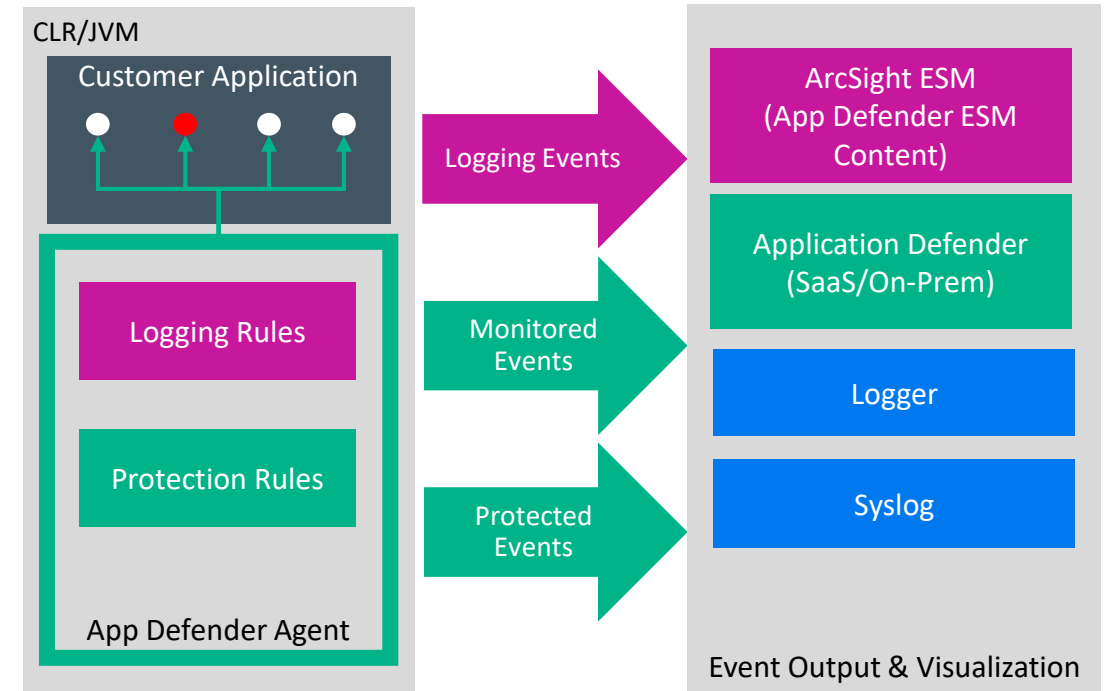 CLR/JVM
Customer Application
Logging Rules
Protection Rules
App Defender Agent
Logging Events
Monitored
Events
Protected
Events
ArcSight ESM
(App Defender ESM
Content)
Application Defender
(SaaS/On-Prem)
Logger
Syslog
Event Output & Visualization